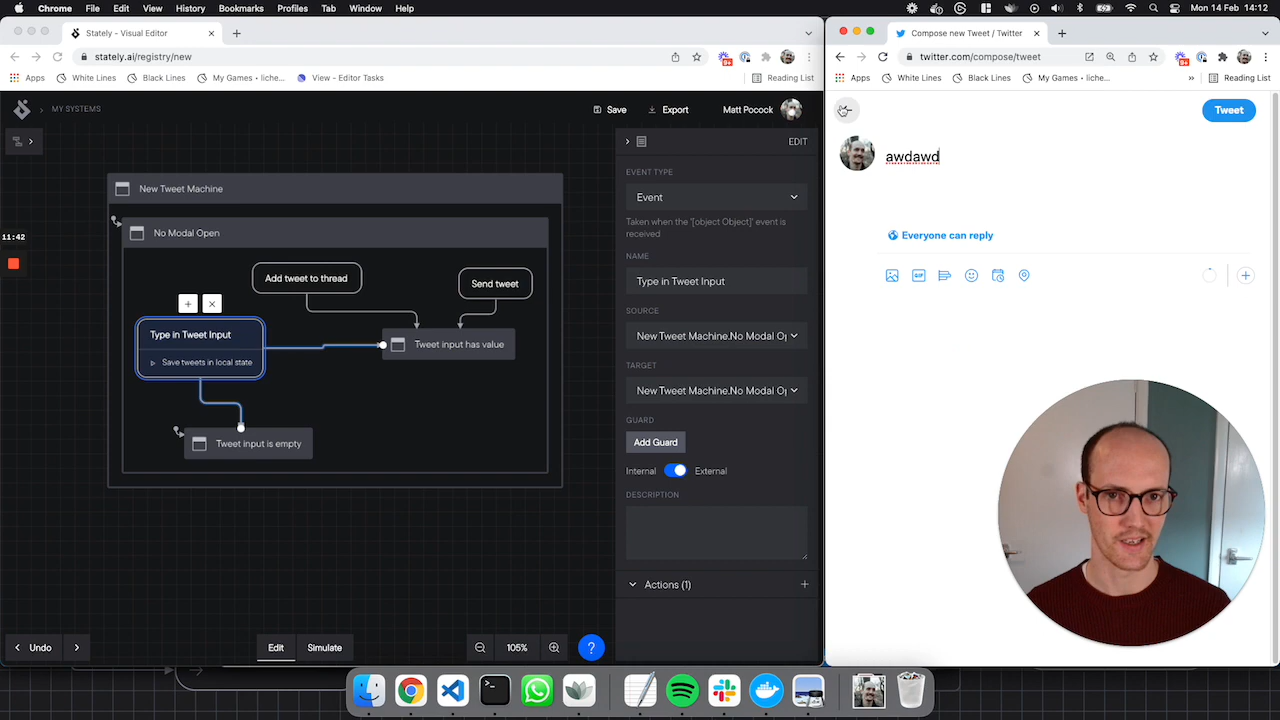 Chrome File Edit View History Bookmarks Profiles Tab Window Help
Mon 14 Feb 14:12
Stately - Visual Editor
stately.ai/registry/new
Apps White Lines Black Lines My Games - liche... View - Editor Tasks
Reading List
MY SYSTEMS
Save Export Matt Pocock
EDIT
New Tweet Machine
No Modal Open
Add tweet to thread
Send tweet
Type in Tweet Input
Save tweets in local state
Tweet input has value
Tweet input is empty
11:42
EVENT TYPE
Event
Taken when the '[object Object]' event is
received
NAME
Type in Tweet Input
SOURCE
New Tweet Machine.No Modal O
TARGET
New Tweet Machine.No Modal O
GUARD
Add Guard
Internal External
DESCRIPTION
Actions (1)
Undo
Edit Simulate
105%
?
Compose new Tweet / Twitter
twitter.com/compose/tweet
Apps White Lines Black Lines My Games - liche... »
Reading List
Tweet
awdawd
Everyone can reply
GIF